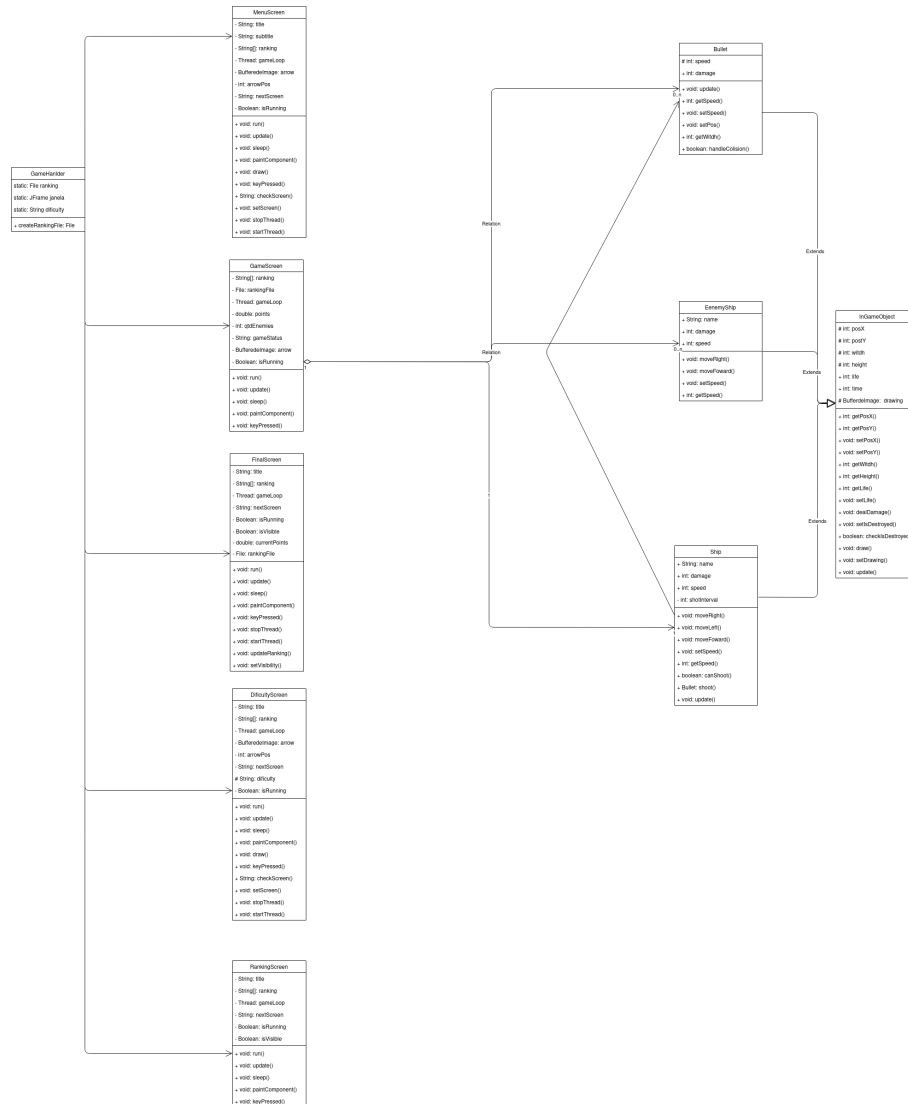 MenuScreen
- String: title
- String: subtitle
- String[]: ranking
- Thread: gameLoop
- BufferedeImage: arrow
- int: arrowPos
- String: nextScreen
- Boolean: isRunning
+ void: run()
+ void: update()
+ void: sleep()
+ void: paintComponent()
+ void: draw()
+ void: keyPressed()
+ String: checkScreen()
+ void: setScreen()
+ void: stopThread()
+ void: startThread()
GameHanlder
static: File ranking
static: JFrame janela
static: String dificulty
+ createRankingFile: File
GameScreen
- String[]: ranking
- File: rankingFile
- Thread: gameLoop
- double: points
- int: qtdEnemies
- String: gameStatus
- BufferedeImage: arrow
- Boolean: isRunning
+ void: run()
+ void: update()
+ void: sleep()
+ void: paintComponent()
+ void: keyPressed()
1
FinalScreen
- String: title
- String[]: ranking
- Thread: gameLoop
- String: nextScreen
- Boolean: isRunning
- Boolean: isVisible
- double: currentPoints
- File: rankingFile
+ void: run()
+ void: update()
+ void: sleep()
+ void: paintComponent()
+ void: keyPressed()
+ void: stopThread()
+ void: startThread()
+ void: updateRanking()
+ void: setVisibility()
DificultyScreen
- String: title
- String[]: ranking
- Thread: gameLoop
- BufferedeImage: arrow
- int: arrowPos
- String: nextScreen
# String: dificulty
- Boolean: isRunning
+ void: run()
+ void: update()
+ void: sleep()
+ void: paintComponent()
+ void: draw()
+ void: keyPressed()
+ String: checkScreen()
+ void: setScreen()
+ void: stopThread()
+ void: startThread()
RankingScreen
- String: title
- String[]: ranking
- Thread: gameLoop
- String: nextScreen
- Boolean: isRunning
- Boolean: isVisible
+ void: run()
+ void: update()
+ void: sleep()
+ void: paintComponent()
+ void: keyPressed()
Relation
Relation
Bullet
# int: speed
+ int: damage
+ void: update()
+ int: getSpeed()
+ void: setSpeed()
+ void: setPos()
+ int: getWitdh()
+ boolean: handleColision()
0..n
EenemyShip
+ String: name
+ int: damage
+ int: speed
+ void: moveRight()
+ void: moveFoward()
+ void: setSpeed()
+ int: getSpeed()
0..n
Ship
+ String: name
+ int: damage
+ int: speed
- int: shotInterval
+ void: moveRight()
+ void: moveLeft()
+ void: moveFoward()
+ void: setSpeed()
+ int: getSpeed()
+ boolean: canShoot()
+ Bullet: shoot()
+ void: update()
Extends
Extends
Extends
InGameObject
# int: posX
# int: postY
# int: witdh
# int: height
+ int: life
+ int: time
# BufferdeImage: drawing
+ int: getPosX()
+ int: getPosY()
+ void: setPosX()
+ void: setPosY()
+ int: getWitdh()
+ int: getHeight()
+ int: getLife()
+ void: setLife()
+ void: dealDamage()
+ void: setIsDestroyed()
+ boolean: checkIsDestroyed
+ void: draw()
+ void: setDrawing()
+ void: update()